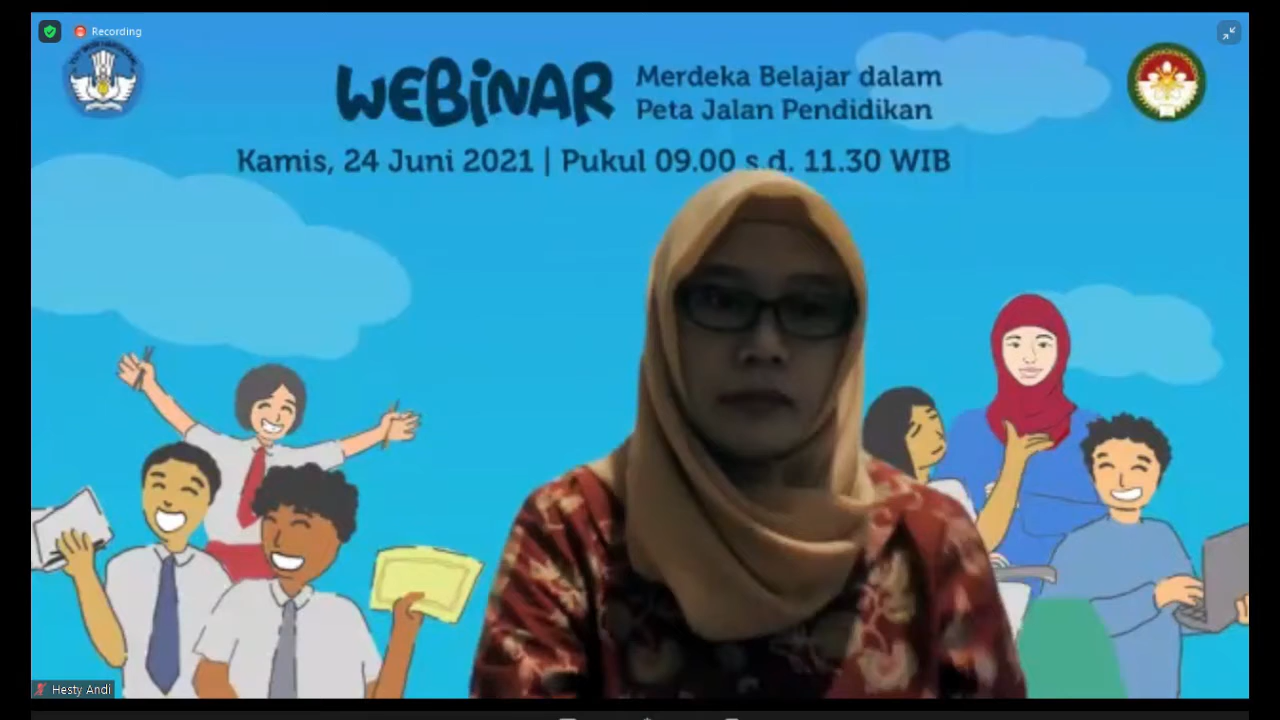 Recording
WEBINAR
Merdeka Belajar dalam
Peta Jalan Pendidikan
Kamis, 24 Juni 2021 | Pukul 09.00 s.d. 11.30 WIB
Hesty Andi